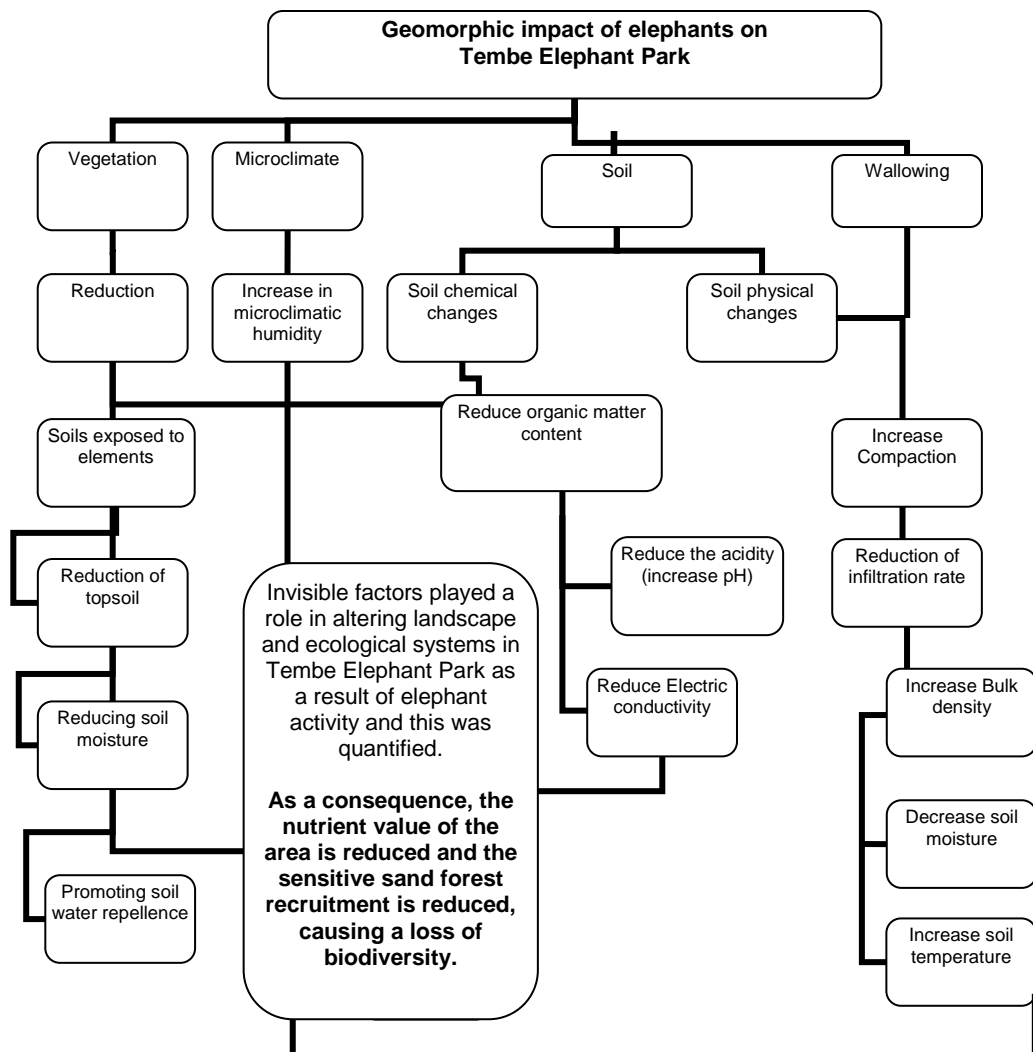 Geomorphic impact of elephants on
Tembe Elephant Park
Vegetation
Microclimate
Soil
Wallowing
Reduction
Increase in
microclimatic
humidity
Soil chemical
changes
Soil physical
changes
Soils exposed to
elements
Reduce organic matter
content
Increase
Compaction
Reduction of
topsoil
Invisible factors played a
role in altering landscape
and ecological systems in
Tembe Elephant Park as
a result of elephant
activity and this was
quantified.
As a consequence, the
nutrient value of the
area is reduced and the
sensitive sand forest
recruitment is reduced,
causing a loss of
biodiversity.
Reduce the acidity
(increase pH)
Reduction of
infiltration rate
Reducing soil
moisture
Reduce Electric
conductivity
Increase Bulk
density
Promoting soil
water repellence
Decrease soil
moisture
Increase soil
temperature